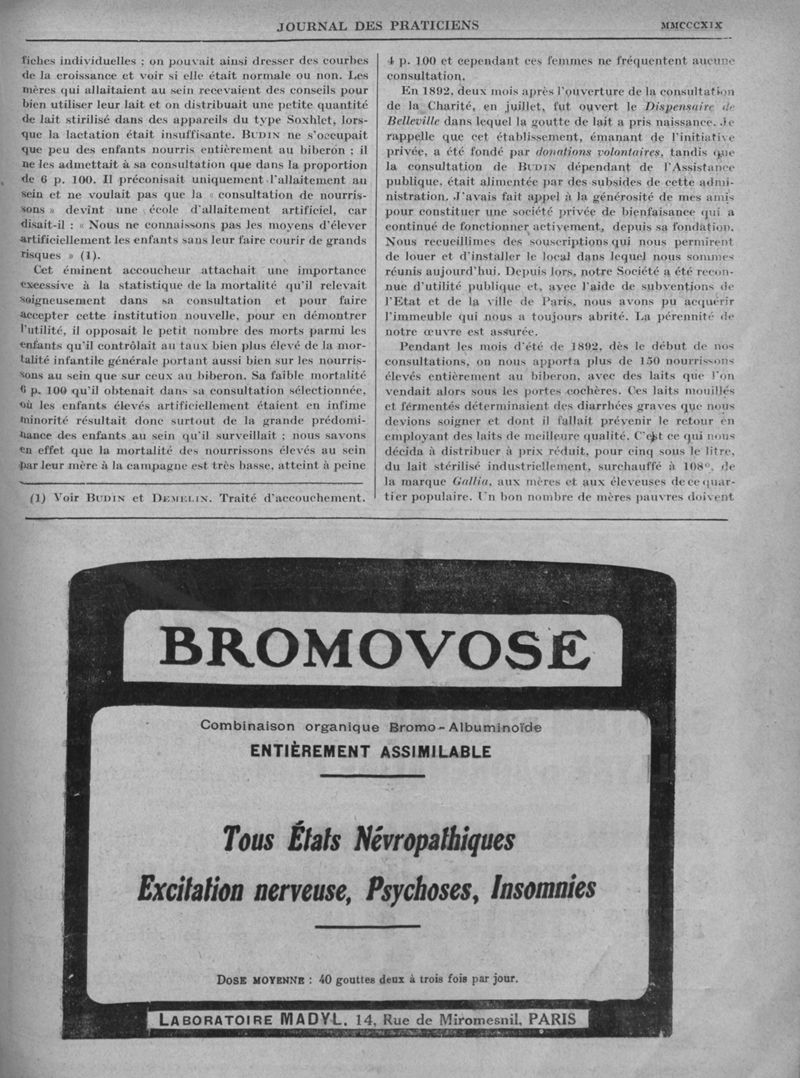 JOURNAL DES PRATICIENS
MMCCCXIX
fiches individuelles ; on pouvait ainsi dresser des courbes
de la croissance et voir si elle était normale ou non. Les
mères qui allaitaient au sein recevaient des conseils pour
bien utiliser leur lait et on distribuait une petite quantité
de lait stirilisé dans des appareils du type Soxhlet, lors-
que la lactation était insuffisante. BUDIN ne s'occupait
que peu des enfants nourris entièrement au biberon ; il
ne les admettait à sa consultation que dans la proportion
de 6 p. 100. Il préconisait uniquement l'allaitement au
sein et ne voulait pas que la « consultation de nourris-
sons » devint une école d'allaitement artificiel, car
disait-il : « Nous ne connaissons pas les moyens d'élever
artificiellement les enfants sans leur faire courir de grands
risques » (1).
Cet éminent accoucheur attachait une importance
excessive à la statistique de la mortalité qu'il relevait
soigneusement dans sa consultation et pour faire
accepter cette institution nouvelle, pour en démontrer
l'utilité, il opposait le petit nombre des morts parmi les
enfants qu'il contrôlait au taux bien plus élevé de la mor-
talité infantile générale portant aussi bien sur les nourris-
sons au sein que sur ceux au biberon. Sa faible mortalité
6 p. 100 qu'il obtenait dans sa consultation sélectionnée,
où les enfants élevés artificiellement étaient en infime
minorité résultait donc surtout de la grande prédomi-
nance des enfants au sein qu'il surveillait ; nous savons
en effet que la mortalité des nourrissons élevés au sein
par leur mère à la campagne est très basse, atteint à peine
(1) Voir BUDIN et DEMELIN. Traité d'accouchement.
4 p. 100 et cependant ces femmes ne fréquentent aucune
consultation.
En 1892, deux mois après l'ouverture de la consultation
de la Charité, en juillet, fut ouvert le Dispensaire de
Belleville dans lequel la goutte de lait a pris naissance. Je
rappelle que cet établissement, émanant de l'initiative
privée, a été fondé par donations volontaires, tandis que
la consultation de BUDIN dépendant de l'Assistance
publique, était alimentée par des subsides de cette admi-
nistration. J'avais fait appel à la générosité de mes amis
pour constituer une société privée de bienfaisance qui a
continué de fonctionner activement, depuis sa fondation.
Nous recueillimes des souscriptions qui nous permirent
de louer et d'installer le local dans lequel nous sommes
réunis aujourd'hui. Depuis lors, notre Société a été recon-
nue d'utilité publique et, avec l'aide de subventions de
l'Etat et de la ville de Paris, nous avons pu acquérir
l'immeuble qui nous a toujours abrité. La pérennité de
notre œuvre est assurée.
Pendant les mois d'été de 1892, dès le début de nos
consultations, on nous apporta plus de 150 nourrissons
élevés entièrement au biberon, avec des laits que l'on
vendait alors sous les portes cochères. Ces laits mouillés
et férmentés déterminaient des diarrhées graves que nous
devions soigner et dont il fallait prévenir le retour en
employant des laits de meilleure qualité. C'est ce qui nous
décida à distribuer à prix réduit, pour cinq sous le litre,
du lait stérilisé industriellement, surchauffé à 108°, de
la marque Gallia, aux mères et aux éleveuses de ce quar-
tier populaire. Un bon nombre de mères pauvres doivent
BROMOVOSE
Combinaison organique Bromo-Albuminoïde
ENTIÈREMENT ASSIMILABLE
Tous États Névropathiques
Excitation nerveuse, Psychoses, Insomnies
DOSE MOYENNE : 40 gouttes deux à trois fois par jour.
LABORATOIRE MADYL, 14, Rue de Miromesnil, PARIS